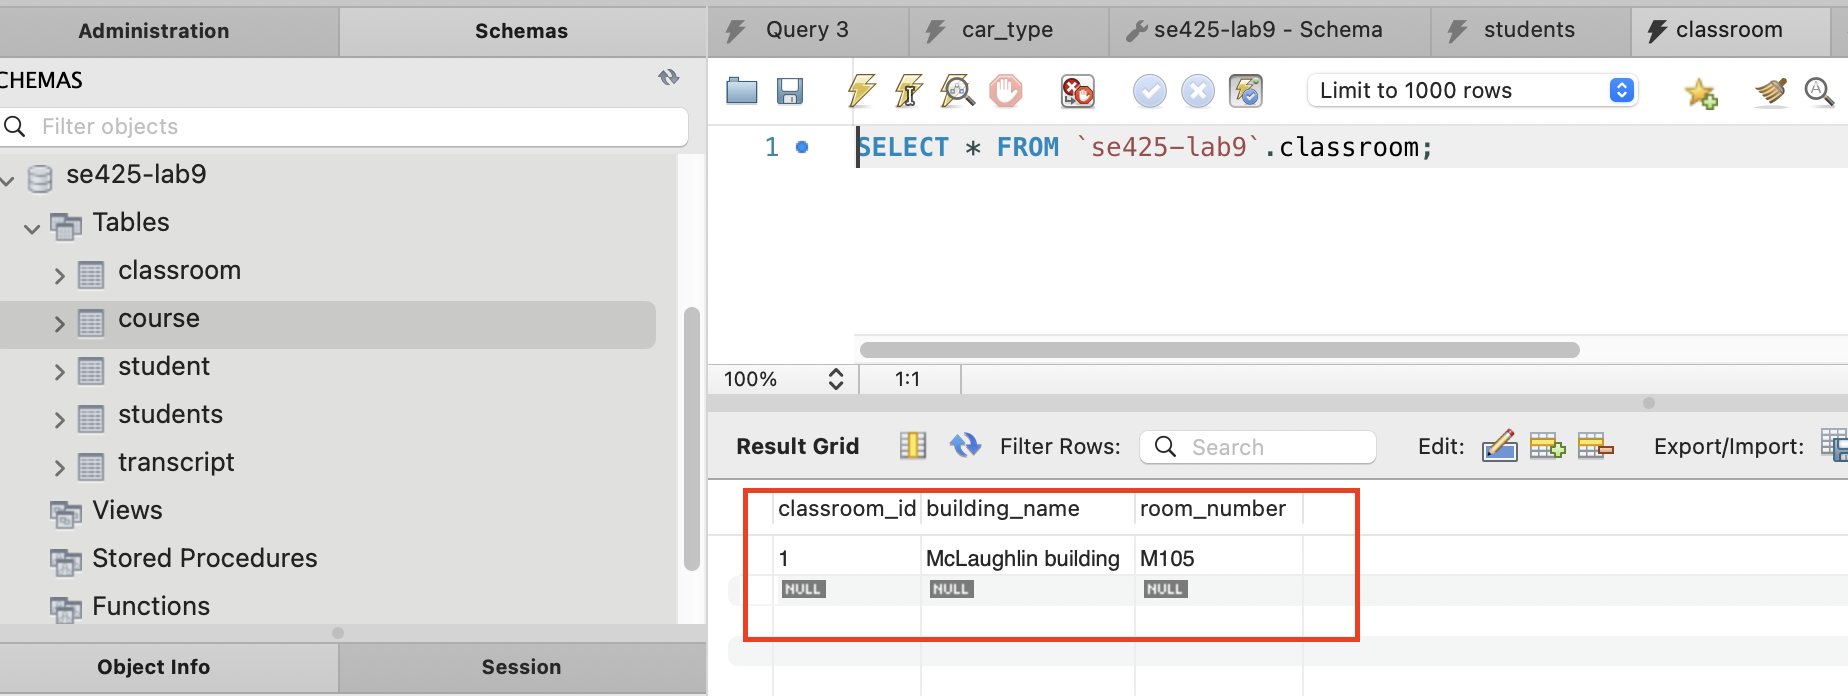 Administration
Schemas
CHEMAS
Filter objects
se425-lab9
Tables
classroom
course
student
students
transcript
Views
Stored Procedures
Functions
Object Info
Session
Query 3
car_type
se425-lab9 - Schema
students
classroom
Limit to 1000 rows
1
SELECT * FROM `se425-lab9`.classroom;
100%
1:1
Result Grid
Filter Rows:
Search
Edit:
Export/Import:
classroom_id building_name room_number
1 McLaughlin building M105
NULL NULL NULL